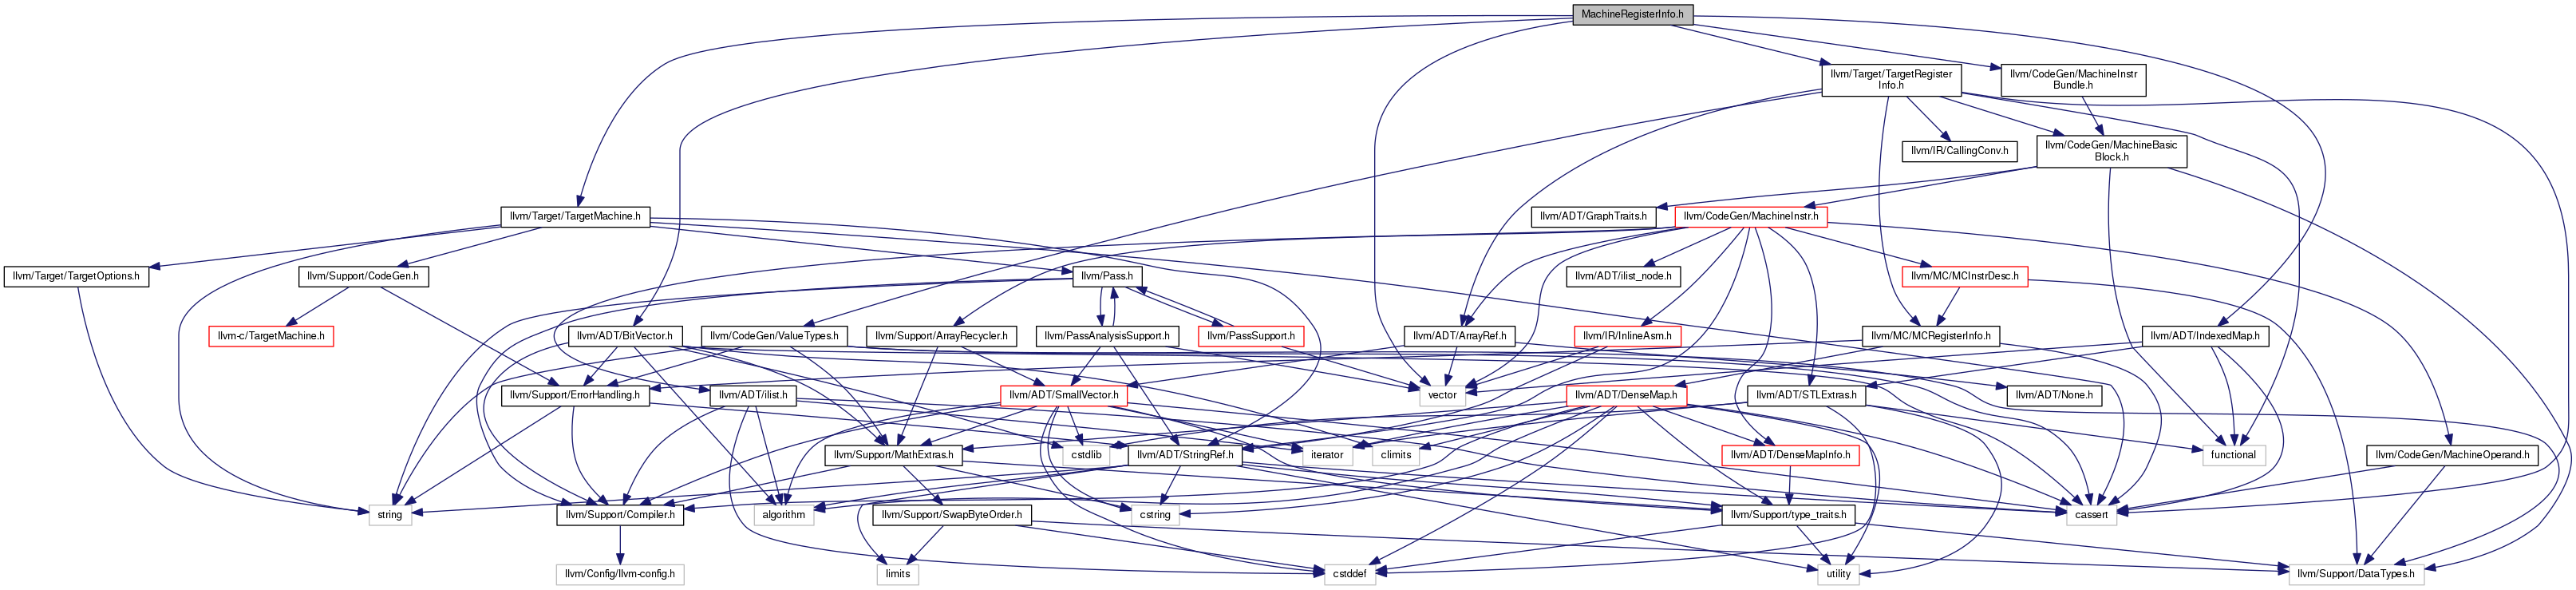 MachineRegisterInfo.h
llvm/Target/TargetRegister
Info.h
llvm/CodeGen/MachineInstr
Bundle.h
llvm/IR/CallingConv.h
llvm/CodeGen/MachineBasic
Block.h
llvm/Target/TargetMachine.h
llvm/ADT/GraphTraits.h
llvm/CodeGen/MachineInstr.h
llvm/Target/TargetOptions.h
llvm/Support/CodeGen.h
llvm/Pass.h
llvm/ADT/ilist_node.h
llvm/MC/MCInstrDesc.h
llvm-c/TargetMachine.h
llvm/ADT/BitVector.h
llvm/CodeGen/ValueTypes.h
llvm/Support/ArrayRecycler.h
llvm/PassAnalysisSupport.h
llvm/PassSupport.h
llvm/ADT/ArrayRef.h
llvm/IR/InlineAsm.h
llvm/MC/MCRegisterInfo.h
llvm/ADT/IndexedMap.h
llvm/Support/ErrorHandling.h
llvm/ADT/ilist.h
llvm/ADT/SmallVector.h
vector
llvm/ADT/DenseMap.h
llvm/ADT/STLExtras.h
llvm/ADT/None.h
llvm/Support/MathExtras.h
cstdlib
llvm/ADT/StringRef.h
iterator
climits
llvm/ADT/DenseMapInfo.h
functional
llvm/CodeGen/MachineOperand.h
string
llvm/Support/Compiler.h
algorithm
llvm/Support/SwapByteOrder.h
cstring
llvm/Support/type_traits.h
cassert
llvm/Config/llvm-config.h
limits
cstddef
utility
llvm/Support/DataTypes.h